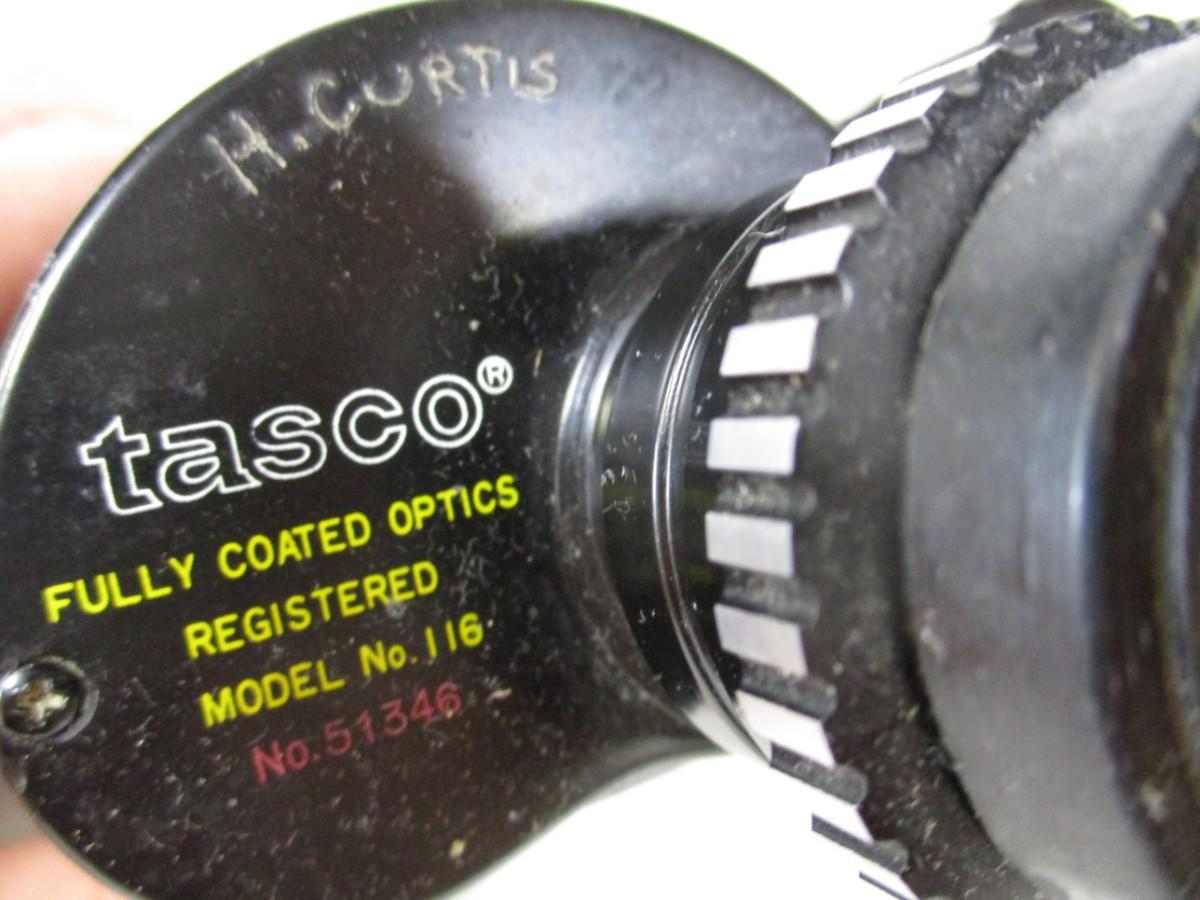 H. CURTIS
tasco®
FULLY COATED OPTICS
REGISTERED
MODEL No. 116
No. 51346